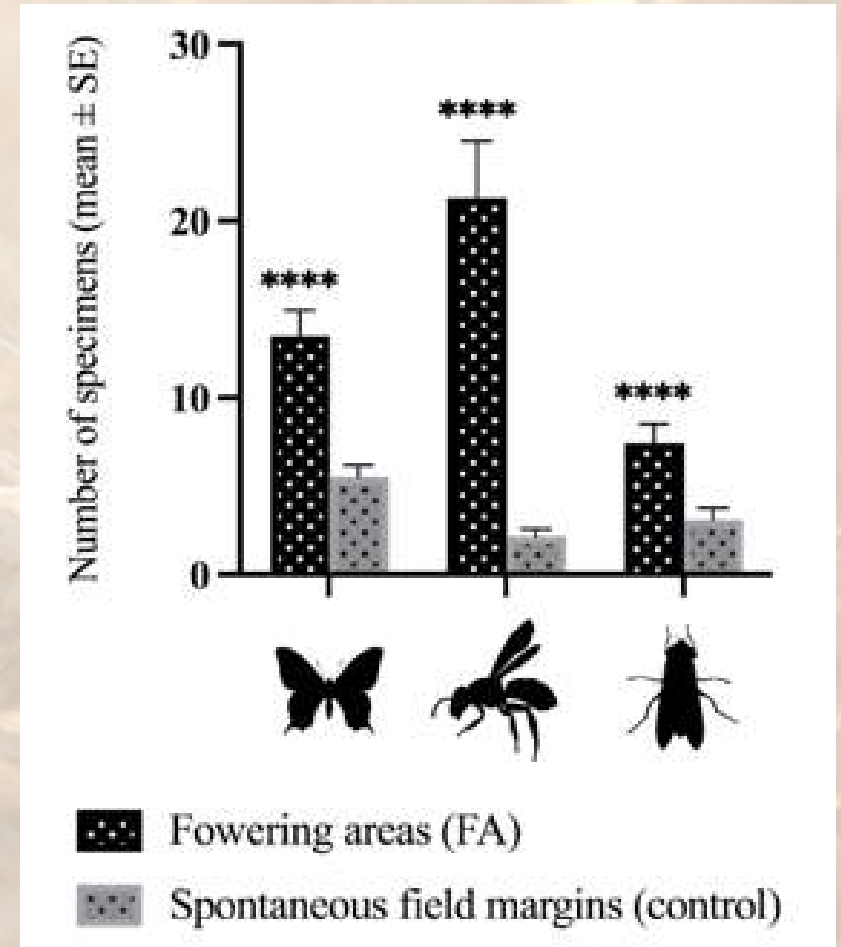 Number of specimens (mean ± SE)
30
****
20
****
10
****
0
Fowering areas (FA)
Spontaneous field margins (control)